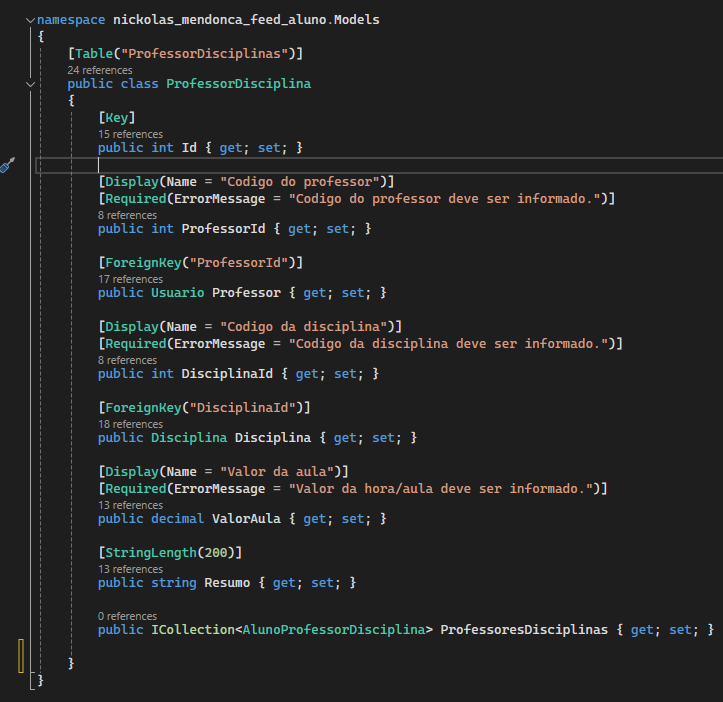 namespace nickolas_mendonca_feed_aluno.Models
{
[Table("ProfessorDisciplinas")]
24 references
public class ProfessorDisciplina
{
[Key]
15 references
public int Id { get; set; }
[Display(Name = "Codigo do professor")]
[Required(ErrorMessage = "Codigo do professor deve ser informado.")]
8 references
public int ProfessorId { get; set; }
[ForeignKey("ProfessorId")]
17 references
public Usuario Professor { get; set; }
[Display(Name = "Codigo da disciplina")]
[Required(ErrorMessage = "Codigo da disciplina deve ser informado.")]
8 references
public int DisciplinaId { get; set; }
[ForeignKey("DisciplinaId")]
18 references
public Disciplina Disciplina { get; set; }
[Display(Name = "Valor da aula")]
[Required(ErrorMessage = "Valor da hora/aula deve ser informado.")]
13 references
public decimal ValorAula { get; set; }
[StringLength(200)]
13 references
public string Resumo { get; set; }
0 references
public ICollection<AlunoProfessorDisciplina> ProfessoresDisciplinas { get; set; }
}
}